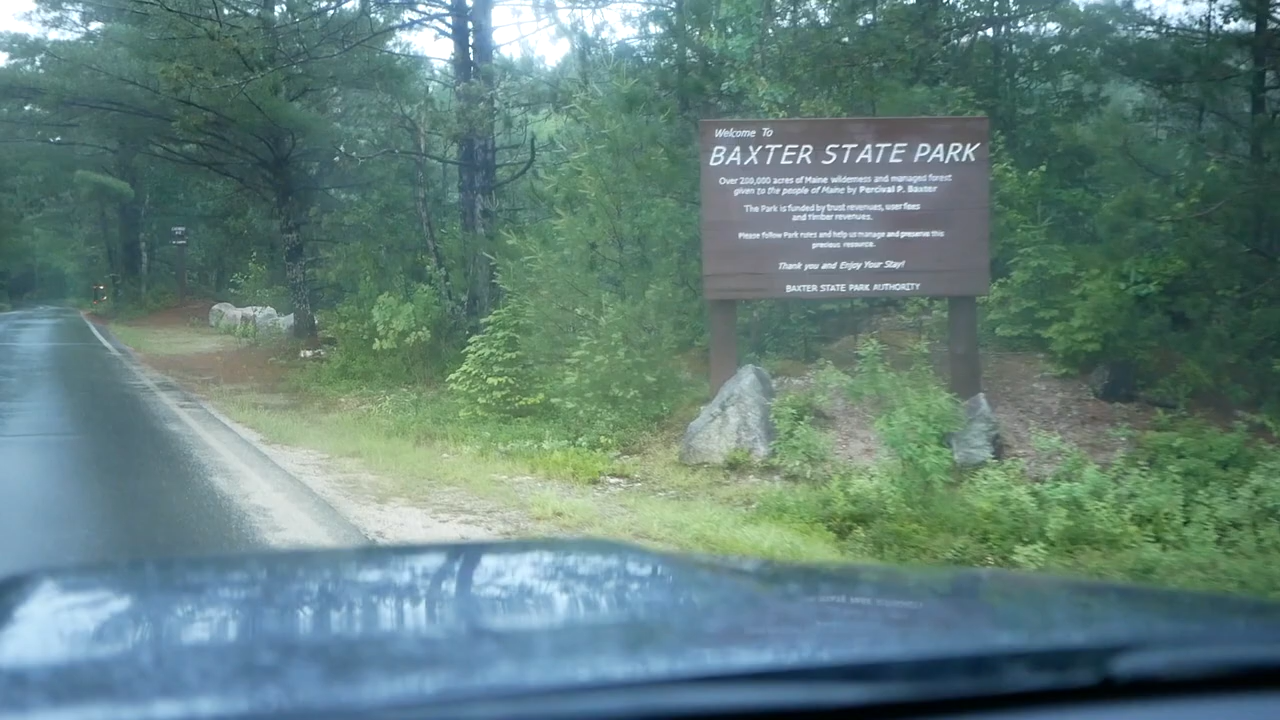 Welcome To
BAXTER STATE PARK
Over 200,000 acres of Maine wilderness and managed forest
given to the people of Maine by Percival P. Baxter
The Park is funded by trust revenues, user fees
and timber revenues.
Please follow Park rules and help us manage and preserve this
precious resource.
Thank you and Enjoy Your Stay!
BAXTER STATE PARK AUTHORITY